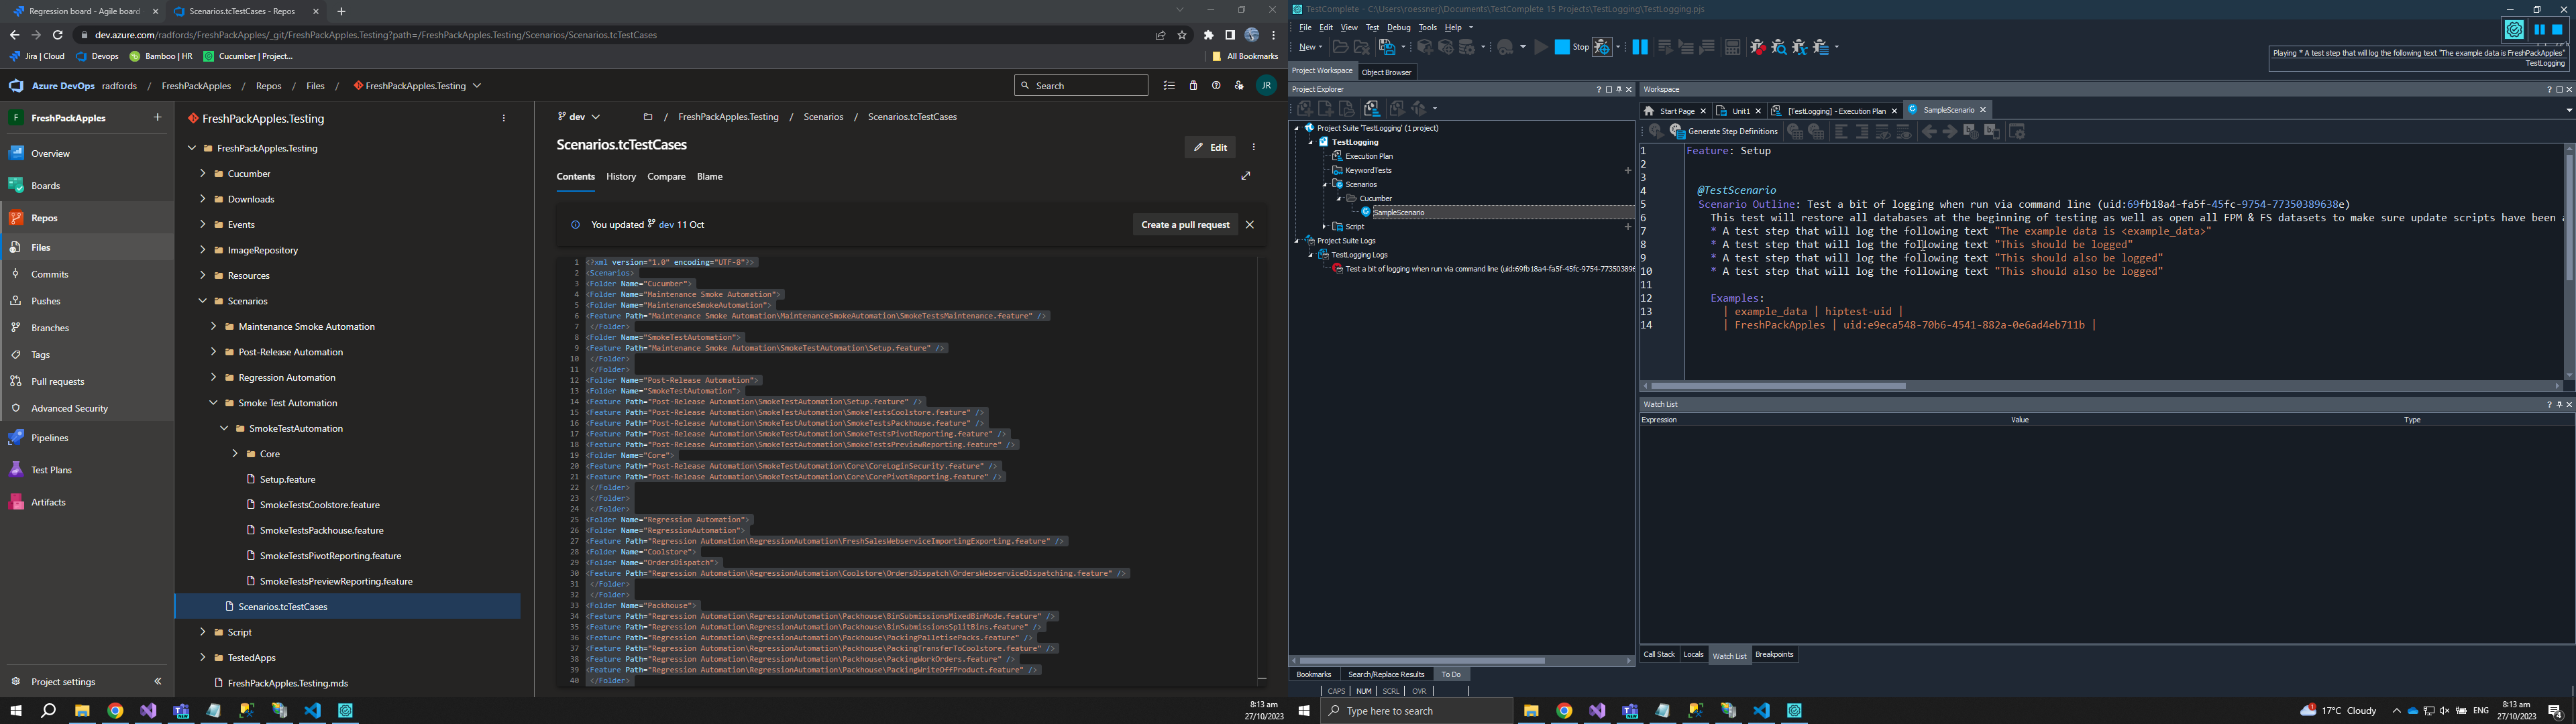 Regression board - Agile board
Scenarios.tcTestCases - Repos
dev.azure.com/radfords/FreshPackApples/_git/FreshPackApples.Testing?path=/FreshPackApples.Testing/Scenarios/Scenarios.tcTestCases
Jira | Cloud
Devops
Bamboo | HR
Cucumber | Project...
All Bookmarks
Azure DevOps radfords / FreshPackApples / Repos / Files / FreshPackApples.Testing
Search
JR
F FreshPackApples
Overview
Boards
Repos
Files
Commits
Pushes
Branches
Tags
Pull requests
Advanced Security
Pipelines
Test Plans
Artifacts
Project settings
FreshPackApples.Testing
FreshPackApples.Testing
Cucumber
Downloads
Events
ImageRepository
Resources
Scenarios
Maintenance Smoke Automation
Post-Release Automation
Regression Automation
Smoke Test Automation
SmokeTestAutomation
Core
Setup.feature
SmokeTestsCoolstore.feature
SmokeTestsPackhouse.feature
SmokeTestsPivotReporting.feature
SmokeTestsPreviewReporting.feature
Scenarios.tcTestCases
Script
TestedApps
FreshPackApples.Testing.mds
dev / FreshPackApples.Testing / Scenarios / Scenarios.tcTestCases
Scenarios.tcTestCases
Edit
Contents History Compare Blame
You updated dev 11 Oct
Create a pull request
1 <?xml version="1.0" encoding="UTF-8"?>
2 <Scenarios>
3 <Folder Name="Cucumber">
4 <Folder Name="Maintenance Smoke Automation">
5 <Folder Name="MaintenanceSmokeAutomation">
6 <Feature Path="Maintenance Smoke Automation\MaintenanceSmokeAutomation\SmokeTestsMaintenance.feature" />
7 </Folder>
8 <Folder Name="SmokeTestAutomation">
9 <Feature Path="Maintenance Smoke Automation\SmokeTestAutomation\Setup.feature" />
10 </Folder>
11 </Folder>
12 <Folder Name="Post-Release Automation">
13 <Folder Name="SmokeTestAutomation">
14 <Feature Path="Post-Release Automation\SmokeTestAutomation\Setup.feature" />
15 <Feature Path="Post-Release Automation\SmokeTestAutomation\SmokeTestsCoolstore.feature" />
16 <Feature Path="Post-Release Automation\SmokeTestAutomation\SmokeTestsPackhouse.feature" />
17 <Feature Path="Post-Release Automation\SmokeTestAutomation\SmokeTestsPivotReporting.feature" />
18 <Feature Path="Post-Release Automation\SmokeTestAutomation\SmokeTestsPreviewReporting.feature" />
19 <Folder Name="Core">
20 <Feature Path="Post-Release Automation\SmokeTestAutomation\Core\CoreLoginSecurity.feature" />
21 <Feature Path="Post-Release Automation\SmokeTestAutomation\Core\CorePivotReporting.feature" />
22 </Folder>
23 </Folder>
24 </Folder>
25 <Folder Name="Regression Automation">
26 <Folder Name="RegressionAutomation">
27 <Feature Path="Regression Automation\RegressionAutomation\FreshSalesWebserviceImportingExporting.feature" />
28 <Folder Name="Coolstore">
29 <Folder Name="OrdersDispatch">
30 <Feature Path="Regression Automation\RegressionAutomation\Coolstore\OrdersDispatch\OrdersWebserviceDispatching.feature" />
31 </Folder>
32 </Folder>
33 <Folder Name="Packhouse">
34 <Feature Path="Regression Automation\RegressionAutomation\Packhouse\BinSubmissionsMixedBinMode.feature" />
35 <Feature Path="Regression Automation\RegressionAutomation\Packhouse\BinSubmissionsSplitBins.feature" />
36 <Feature Path="Regression Automation\RegressionAutomation\Packhouse\PackingPalletisePacks.feature" />
37 <Feature Path="Regression Automation\RegressionAutomation\Packhouse\PackingTransferToCoolstore.feature" />
38 <Feature Path="Regression Automation\RegressionAutomation\Packhouse\PackingWorkOrders.feature" />
39 <Feature Path="Regression Automation\RegressionAutomation\Packhouse\PackingWriteOffProduct.feature" />
40 </Folder>
8:13 am
27/10/2023
TestComplete - C:\Users\roessnerj\Documents\TestComplete 15 Projects\TestLogging\TestLogging.pjs
File Edit View Test Debug Tools Help
New
Stop
Playing * A test step that will log the following text "The example data is FreshPackApples"
TestLogging
Project Workspace Object Browser
Project Explorer
Project Suite 'TestLogging' (1 project)
TestLogging
Execution Plan
KeywordTests
Scenarios
Cucumber
SampleScenario
Script
Project Suite Logs
TestLogging Logs
Test a bit of logging when run via command line (uid:69fb18a4-fa5f-45fc-9754-773503896
Bookmarks Search/Replace Results To Do
CAPS NUM SCRL OVR
Workspace
Start Page Unit1 [TestLogging] - Execution Plan SampleScenario
Generate Step Definitions
1 Feature: Setup
2
3
4 @TestScenario
5 Scenario Outline: Test a bit of logging when run via command line (uid:69fb18a4-fa5f-45fc-9754-77350389638e)
6 This test will restore all databases at the beginning of testing as well as open all FPM & FS datasets to make sure update scripts have been
7 * A test step that will log the following text "The example data is <example_data>"
8 * A test step that will log the following text "This should be logged"
9 * A test step that will log the following text "This should also be logged"
10 * A test step that will log the following text "This should also be logged"
11
12 Examples:
13 | example_data | hiptest-uid |
14 | FreshPackApples | uid:e9eca548-70b6-4541-882a-0e6ad4eb711b |
Watch List
Expression Value Type
Call Stack Locals Watch List Breakpoints
Type here to search
17°C Cloudy
ENG
8:13 am
27/10/2023